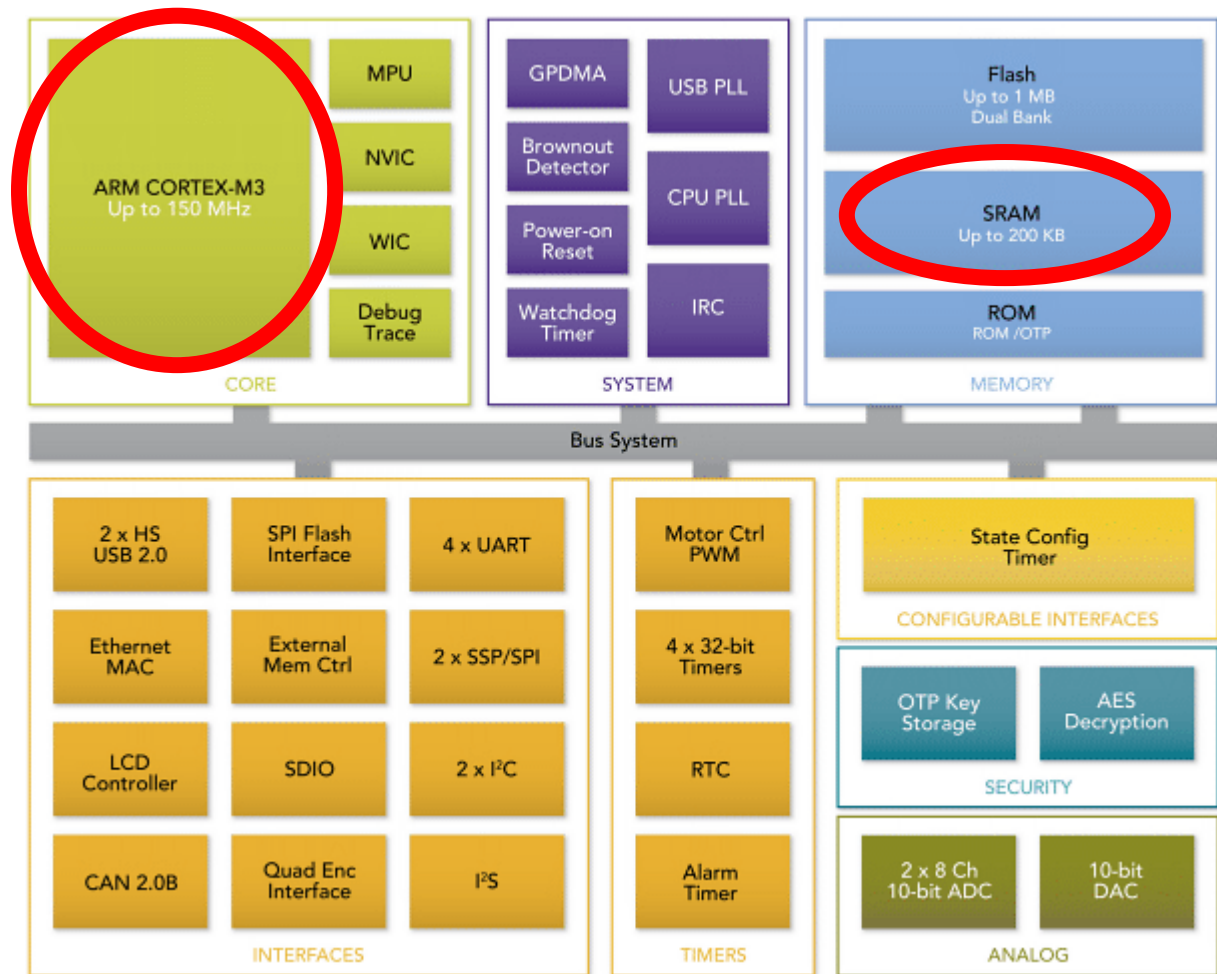 ARM CORTEX-M3
Up to 150 MHz
MPU
NVIC
WIC
Debug
Trace
CORE
GPDMA
Brownout
Detector
Power-on
Reset
Watchdog
Timer
USB PLL
CPU PLL
IRC
SYSTEM
Flash
Up to 1 MB
Dual Bank
SRAM
Up to 200 KB
ROM
ROM /OTP
MEMORY
Bus System
2 x HS
USB 2.0
SPI Flash
Interface
4 x UART
Ethernet
MAC
External
Mem Ctrl
2 x SSP/SPI
LCD
Controller
SDIO
2 x I²C
CAN 2.0B
Quad Enc
Interface
I²S
INTERFACES
Motor Ctrl
PWM
4 x 32-bit
Timers
RTC
Alarm
Timer
TIMERS
State Config
Timer
CONFIGURABLE INTERFACES
OTP Key
Storage
AES
Decryption
SECURITY
2 x 8 Ch
10-bit ADC
10-bit
DAC
ANALOG